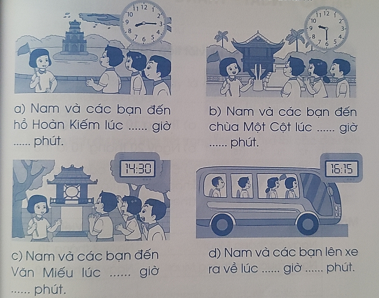 a) Nam và các bạn đến
hồ Hoàn Kiếm lúc ...... giờ
...... phút.
b) Nam và các bạn đến
chùa Một Cột lúc ...... giờ
...... phút.
14:30
c) Nam và các bạn đến
Văn Miếu lúc ...... giờ
...... phút.
16:15
d) Nam và các bạn lên xe
ra về lúc ...... giờ ...... phút.